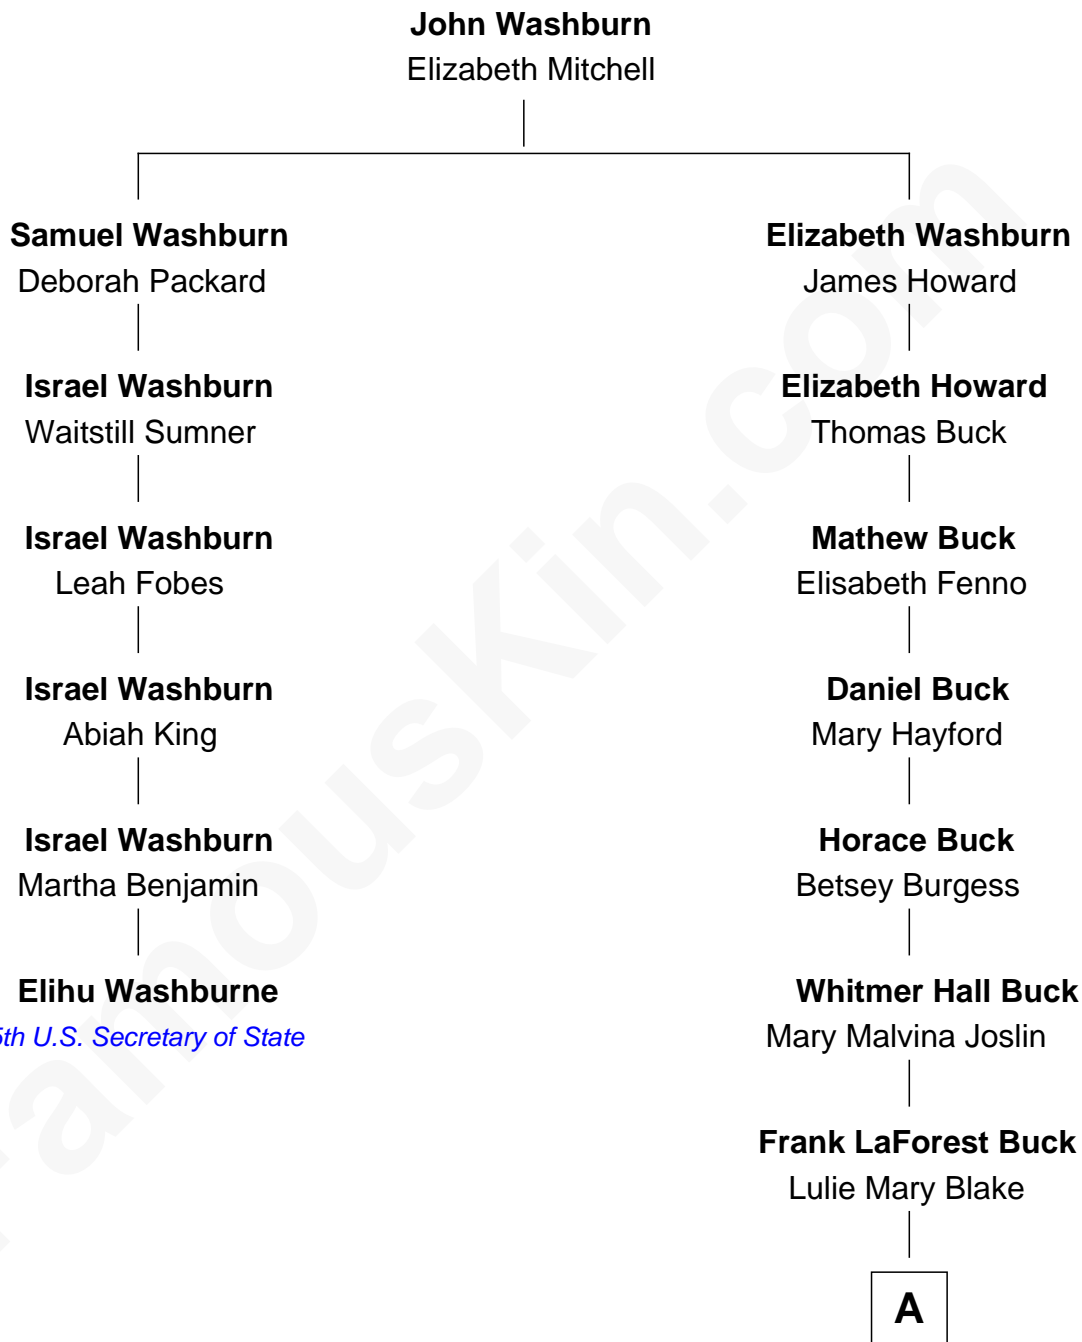 John Washburn
Elizabeth Mitchell
Samuel Washburn
Deborah Packard
Elizabeth Washburn
James Howard
Israel Washburn
Waitstill Sumner
Elizabeth Howard
Thomas Buck
Israel Washburn
Leah Fobes
Mathew Buck
Elisabeth Fenno
Israel Washburn
Abiah King
Daniel Buck
Mary Hayford
Israel Washburn
Martha Benjamin
Horace Buck
Betsey Burgess
Elihu Washburne
5th U.S. Secretary of State
Whitmer Hall Buck
Mary Malvina Joslin
Frank LaForest Buck
Lulie Mary Blake
A
FamousKin.com